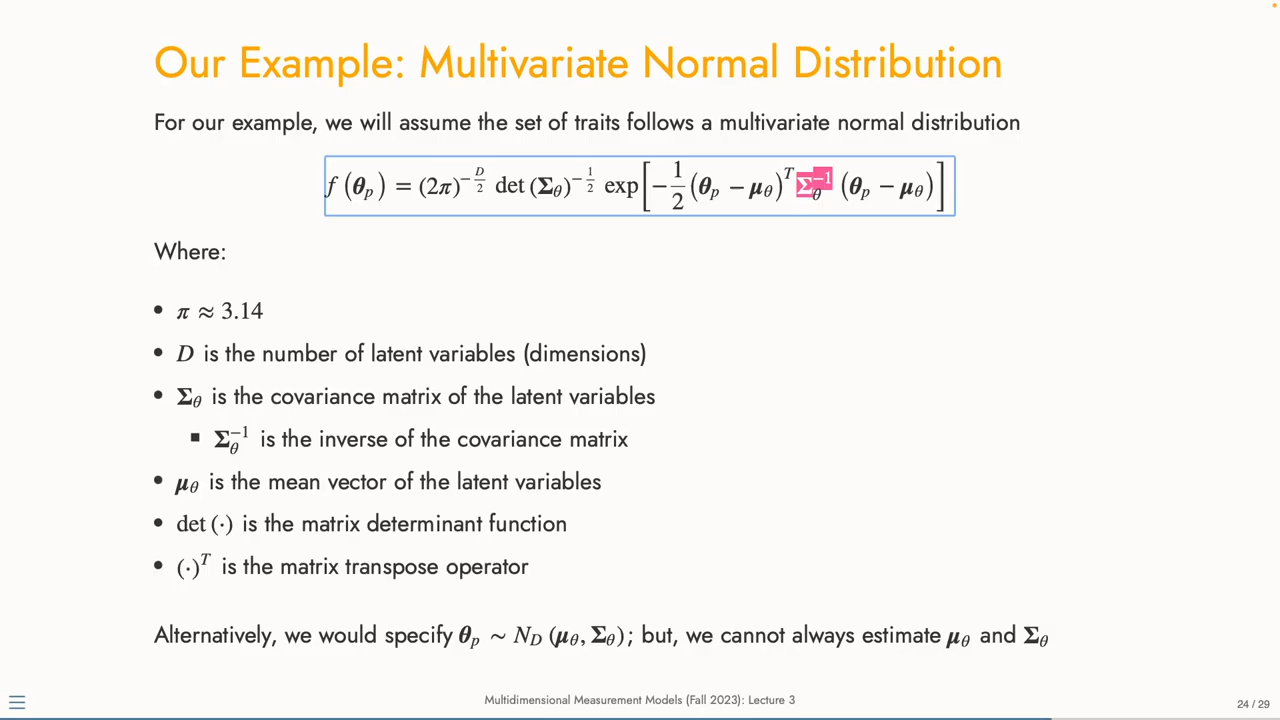 Our Example: Multivariate Normal Distribution
For our example, we will assume the set of traits follows a multivariate normal distribution
f (θₚ) = (2π)^{−D/2} det (Σ_θ)^{−1/2} exp[−1/2 (θₚ − μ_θ)^T Σ_θ^{−1} (θₚ − μ_θ)]
Where:
• π ≈ 3.14
• D is the number of latent variables (dimensions)
• Σ_θ is the covariance matrix of the latent variables
▪ Σ_θ^{−1} is the inverse of the covariance matrix
• μ_θ is the mean vector of the latent variables
• det (·) is the matrix determinant function
• (·)^T is the matrix transpose operator
Alternatively, we would specify θₚ ∼ N_D (μ_θ, Σ_θ); but, we cannot always estimate μ_θ and Σ_θ
Multidimensional Measurement Models (Fall 2023): Lecture 3
24 / 29